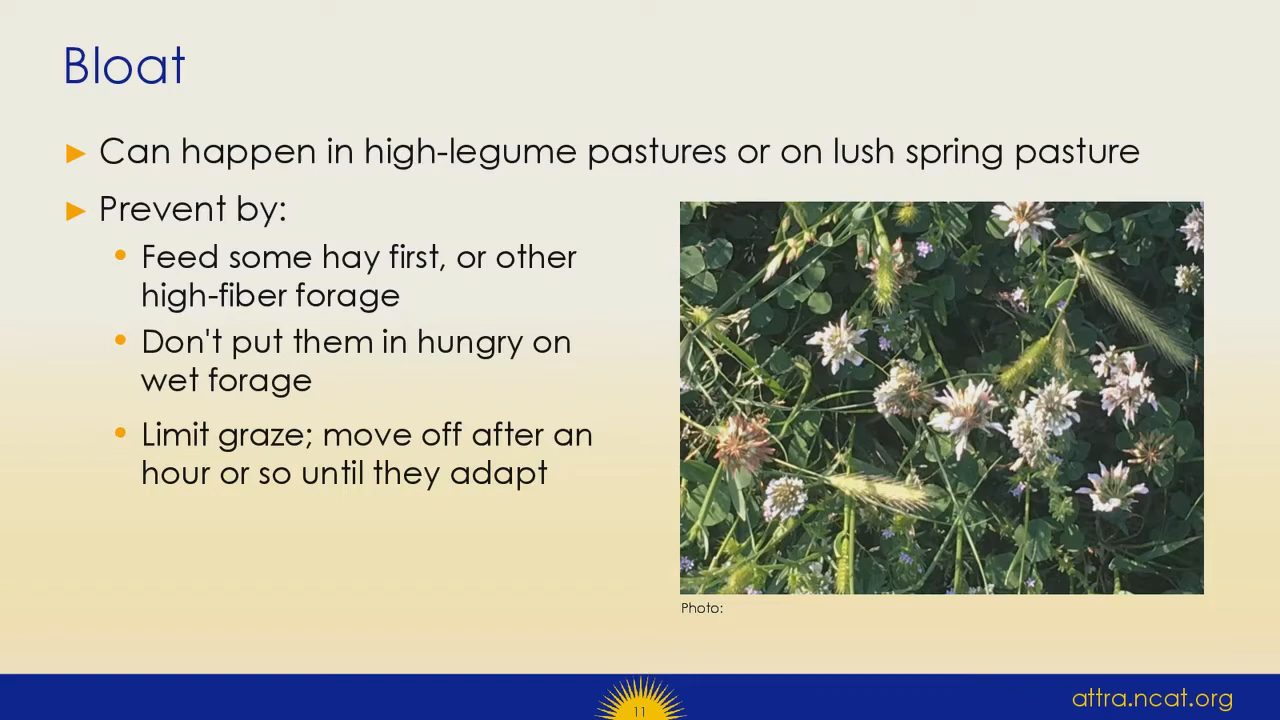 Bloat
Can happen in high-legume pastures or on lush spring pasture
Prevent by:
Feed some hay first, or other
high-fiber forage
Don't put them in hungry on
wet forage
Limit graze; move off after an
hour or so until they adapt
Photo:
11
attra.ncat.org